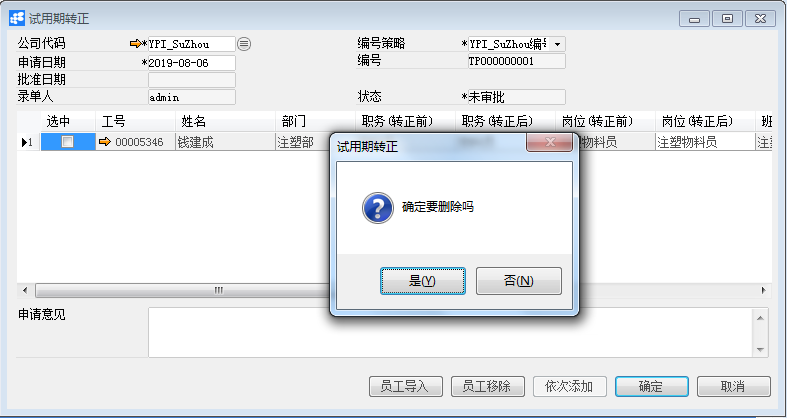 试用期转正
公司代码 *YPI_SuZhou 编号策略 *YPI_SuZhou编号
申请日期 *2019-08-06 编号 TP000000001
批准日期
录单人 admin 状态 *未审批
选中 工号 姓名 部门 职务(转正前) 职务(转正后) 岗位(转正前) 岗位(转正后) 班
1 00005346 钱建成 注塑部 物料员 注塑物料员 注
试用期转正
确定要删除吗
是(Y) 否(N)
申请意见
员工导入 员工移除 依次添加 确定 取消